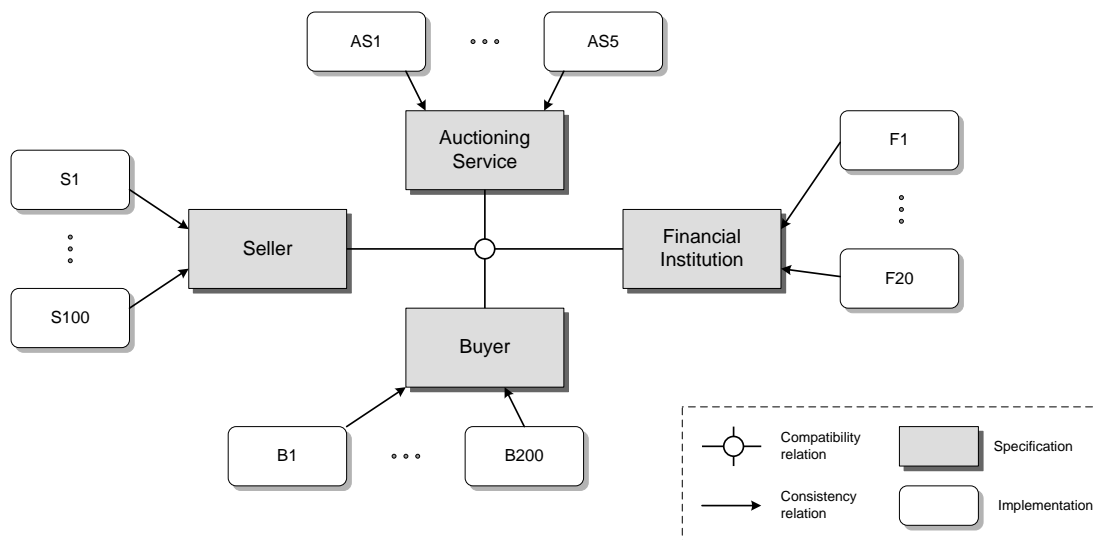 AS1
AS5
Auctioning
Service
F1
S1
Seller
Financial
Institution
F20
S100
Buyer
B1
B200
Compatibility
relation
Specification
Consistency
relation
Implementation